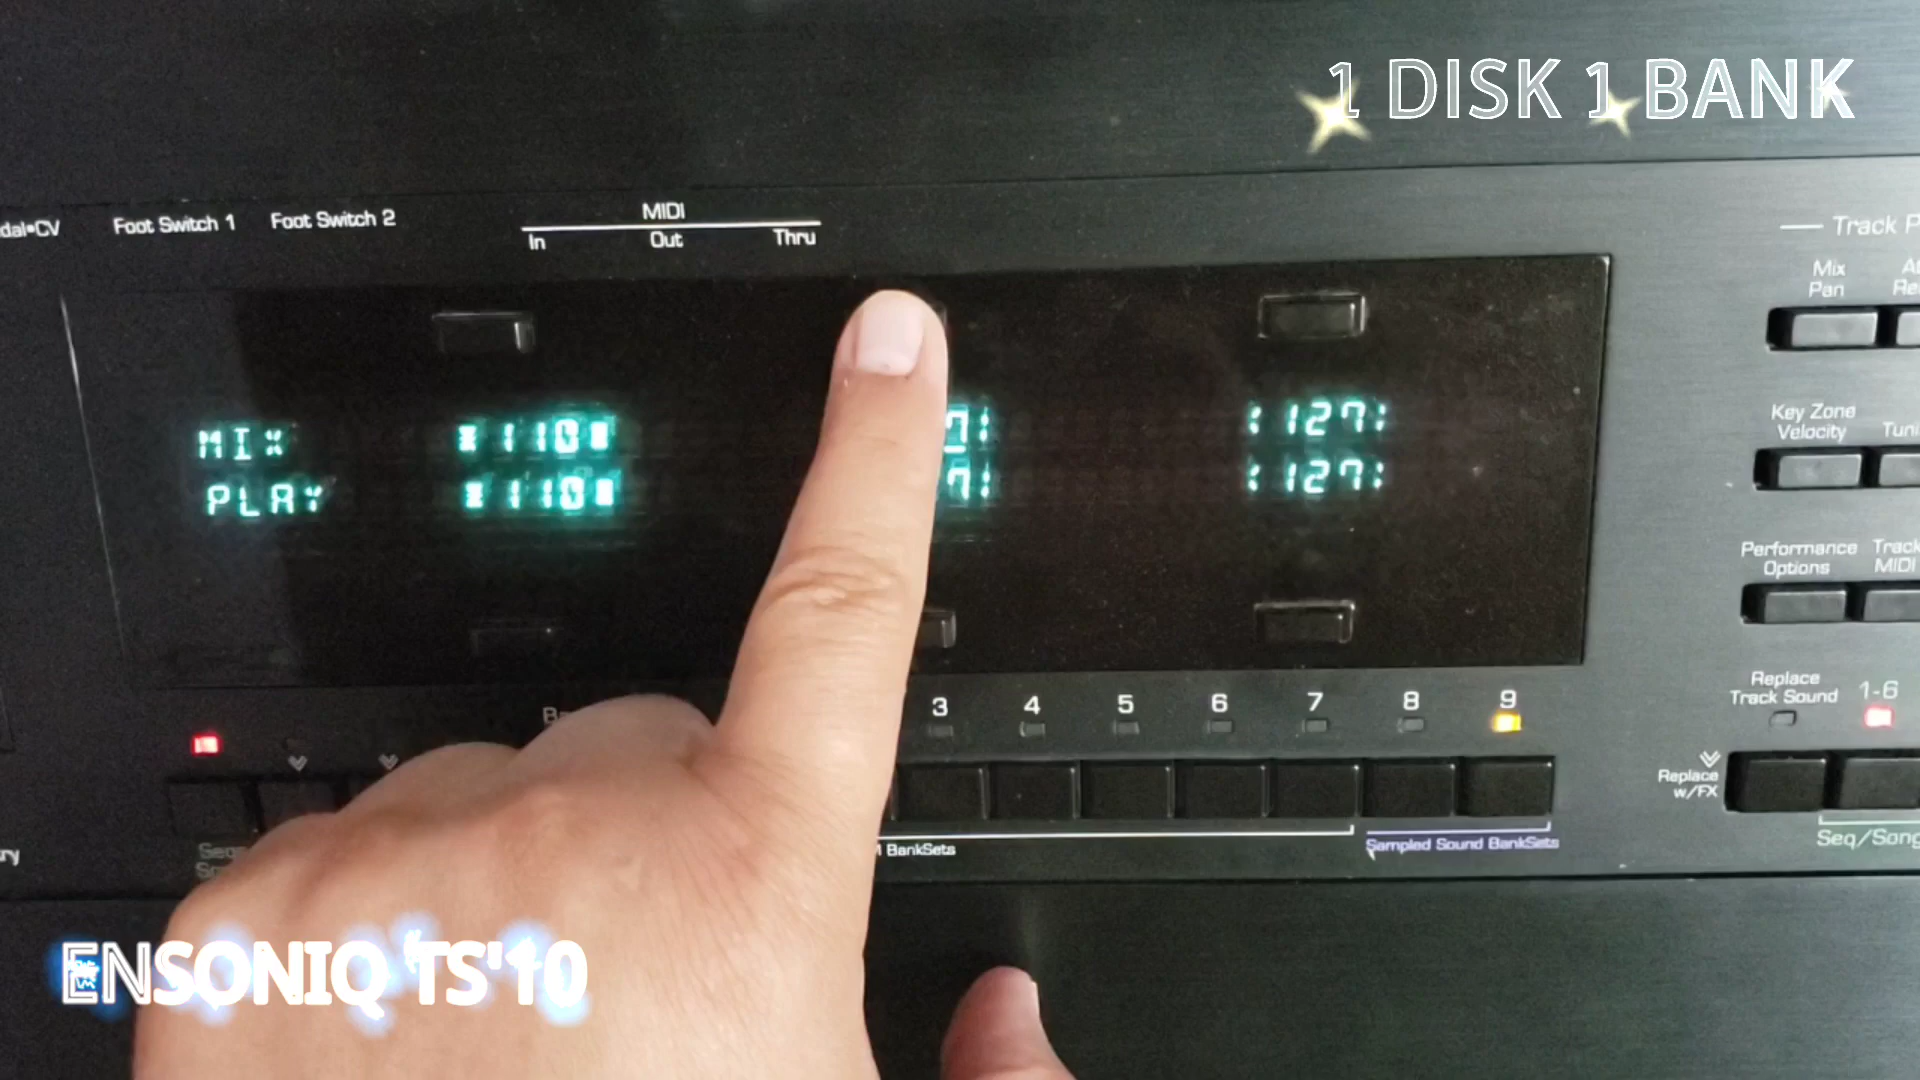 1 DISK 1 BANK
Foot Switch 1
Foot Switch 2
MIDI
In
Out
Thru
Track
Mix
Pan
MIX
*110*
127
PLAY
*110*
127
Key Zone
Velocity
Performance
Options
Track
MIDI
Replace
Track Sound
1-6
3
4
5
6
7
8
9
Replace
w/FX
BankSets
Sampled Sound BankSets
Seq/Song
ENSONIQ TS'10